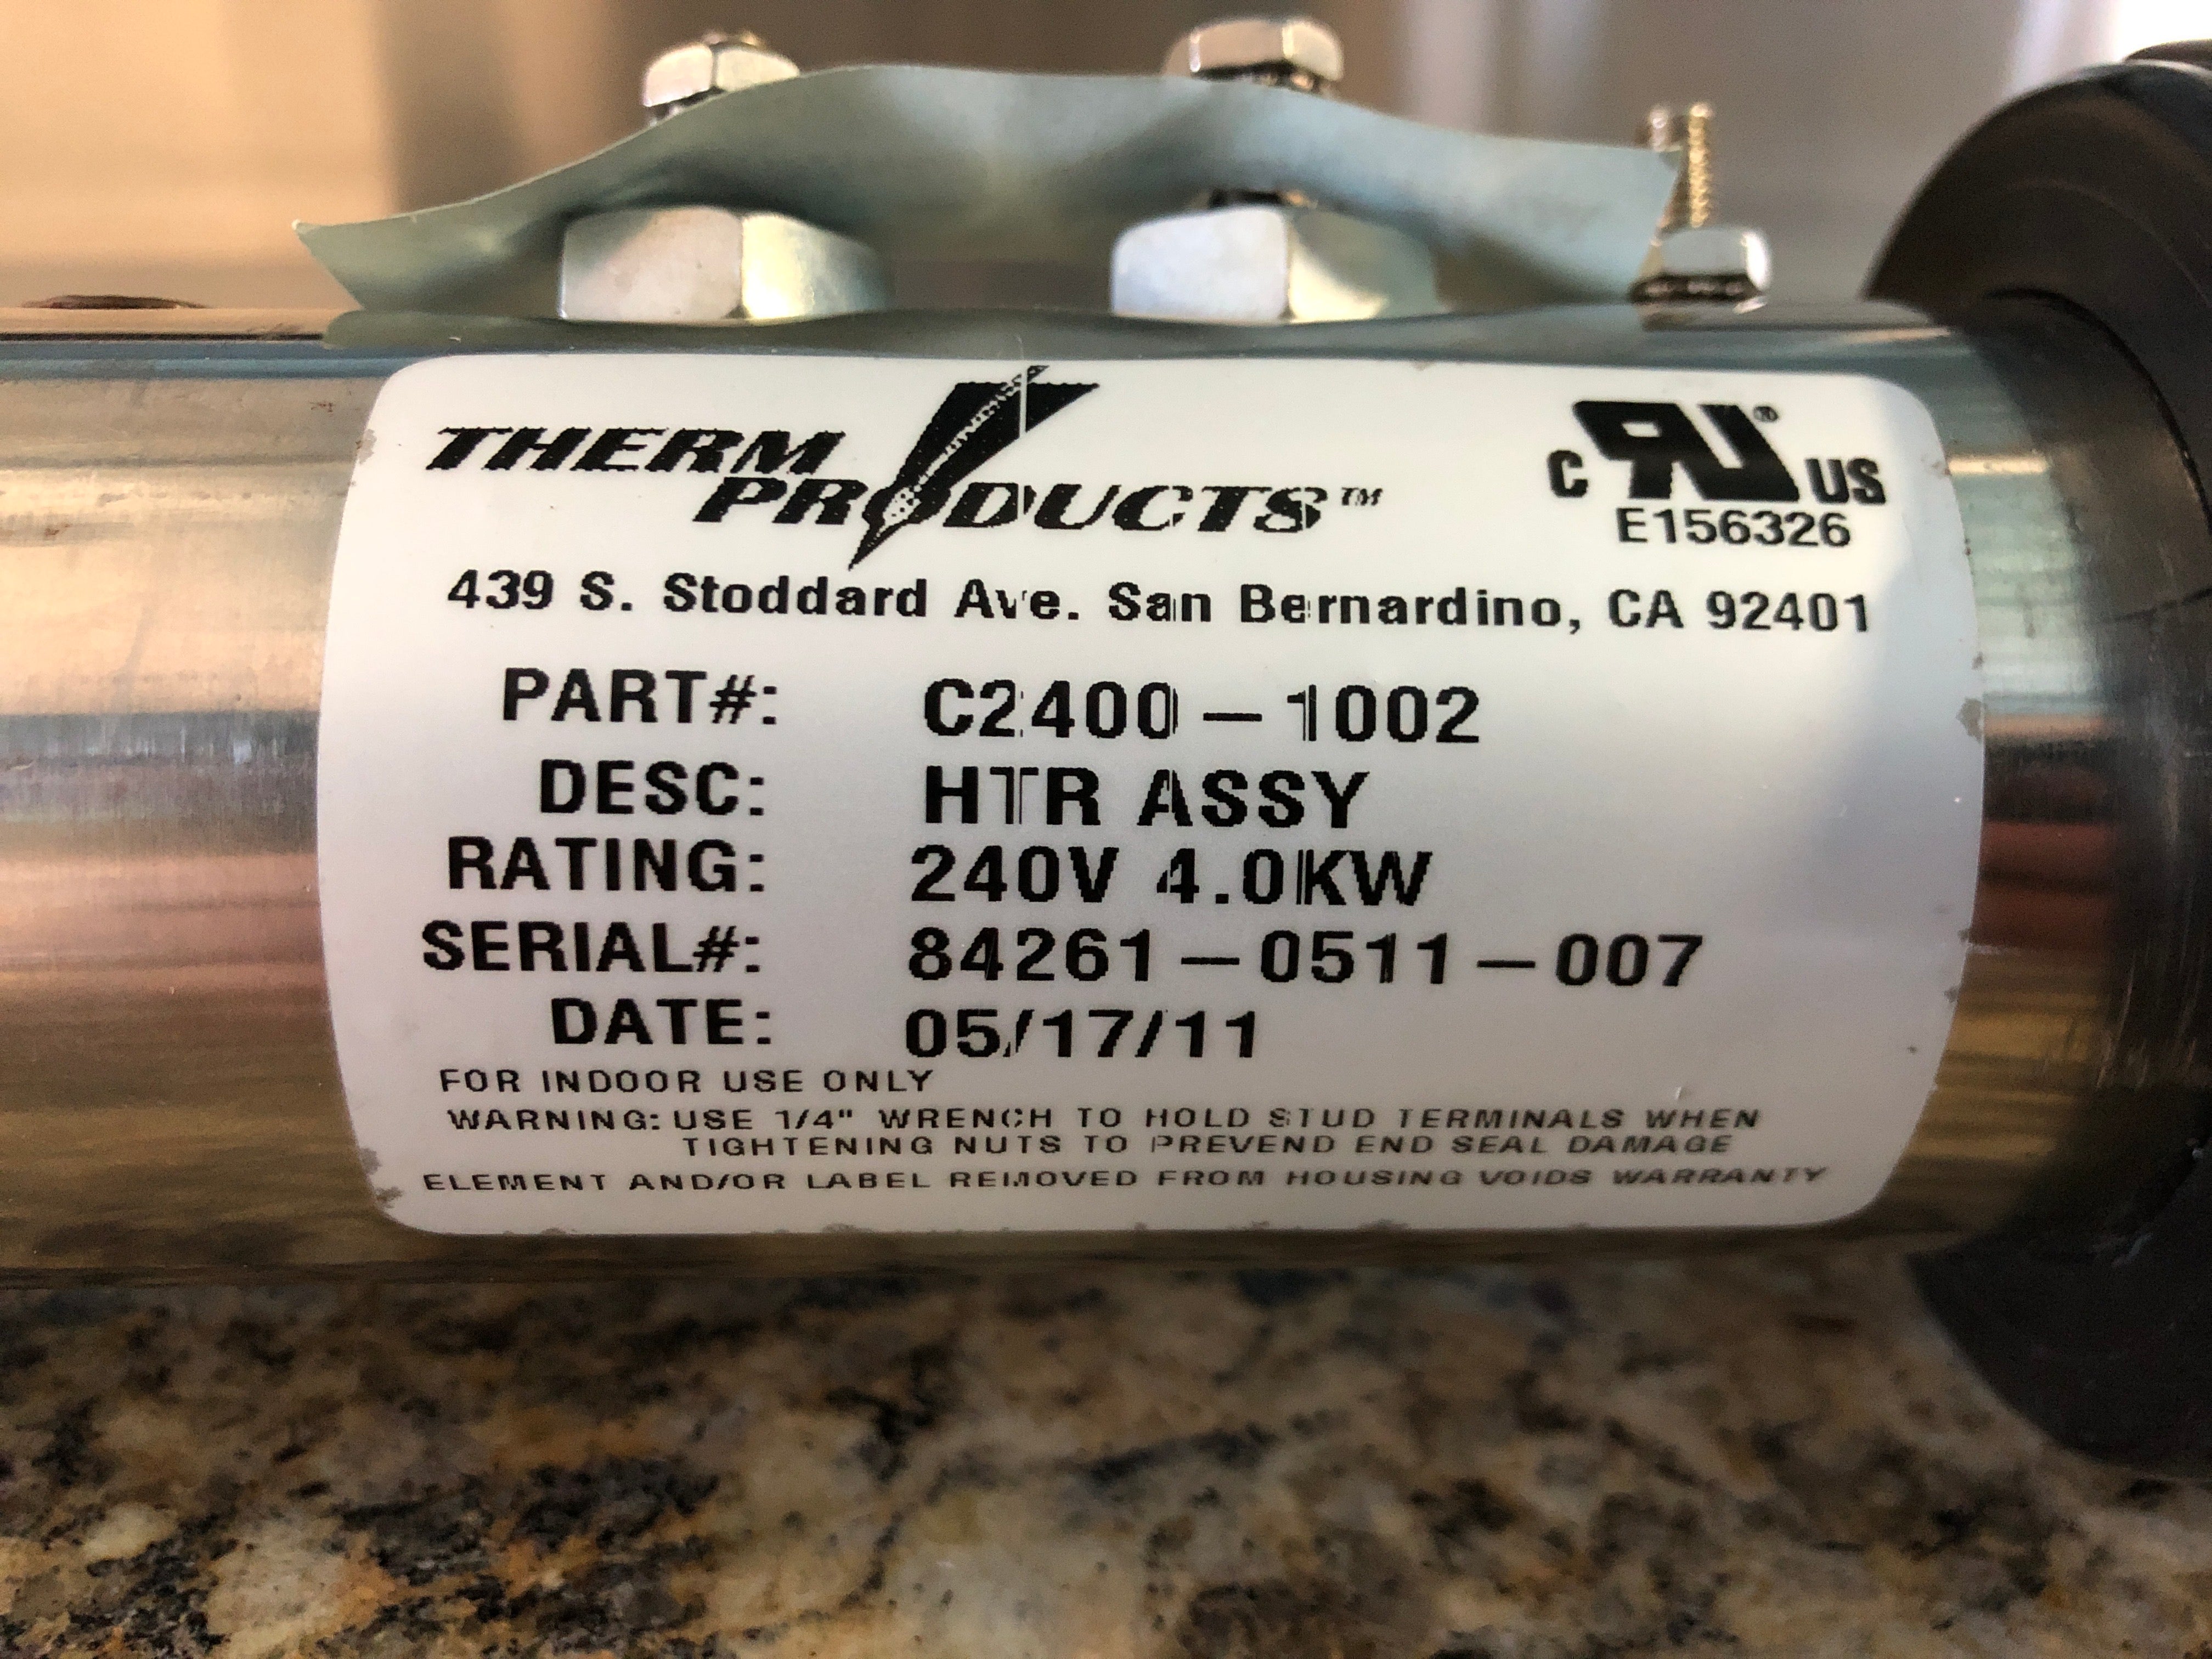 THERM
PRODUCTS™
C RU® US
E156326
439 S. Stoddard Ave. San Bernardino, CA 92401
PART#: C2400-1002
DESC: HTR ASSY
RATING: 240V 4.0KW
SERIAL#: 84261-0511-007
DATE: 05/17/11
FOR INDOOR USE ONLY
WARNING: USE 1/4" WRENCH TO HOLD STUD TERMINALS WHEN
TIGHTENING NUTS TO PREVEND END SEAL DAMAGE
ELEMENT AND/OR LABEL REMOVED FROM HOUSING VOIDS WARRANTY